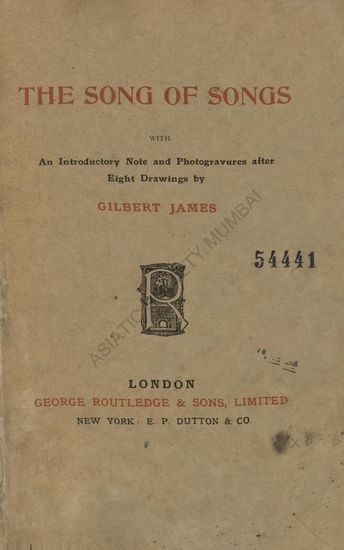 THE SONG OF SONGS
WITH
An Introductory Note and Photogravures after
Eight Drawings by
GILBERT JAMES
54441
R
LONDON
GEORGE ROUTLEDGE & SONS, LIMITED
NEW YORK: E. P. DUTTON & CO.
ASIATIC SOCIETY, MUMBAI